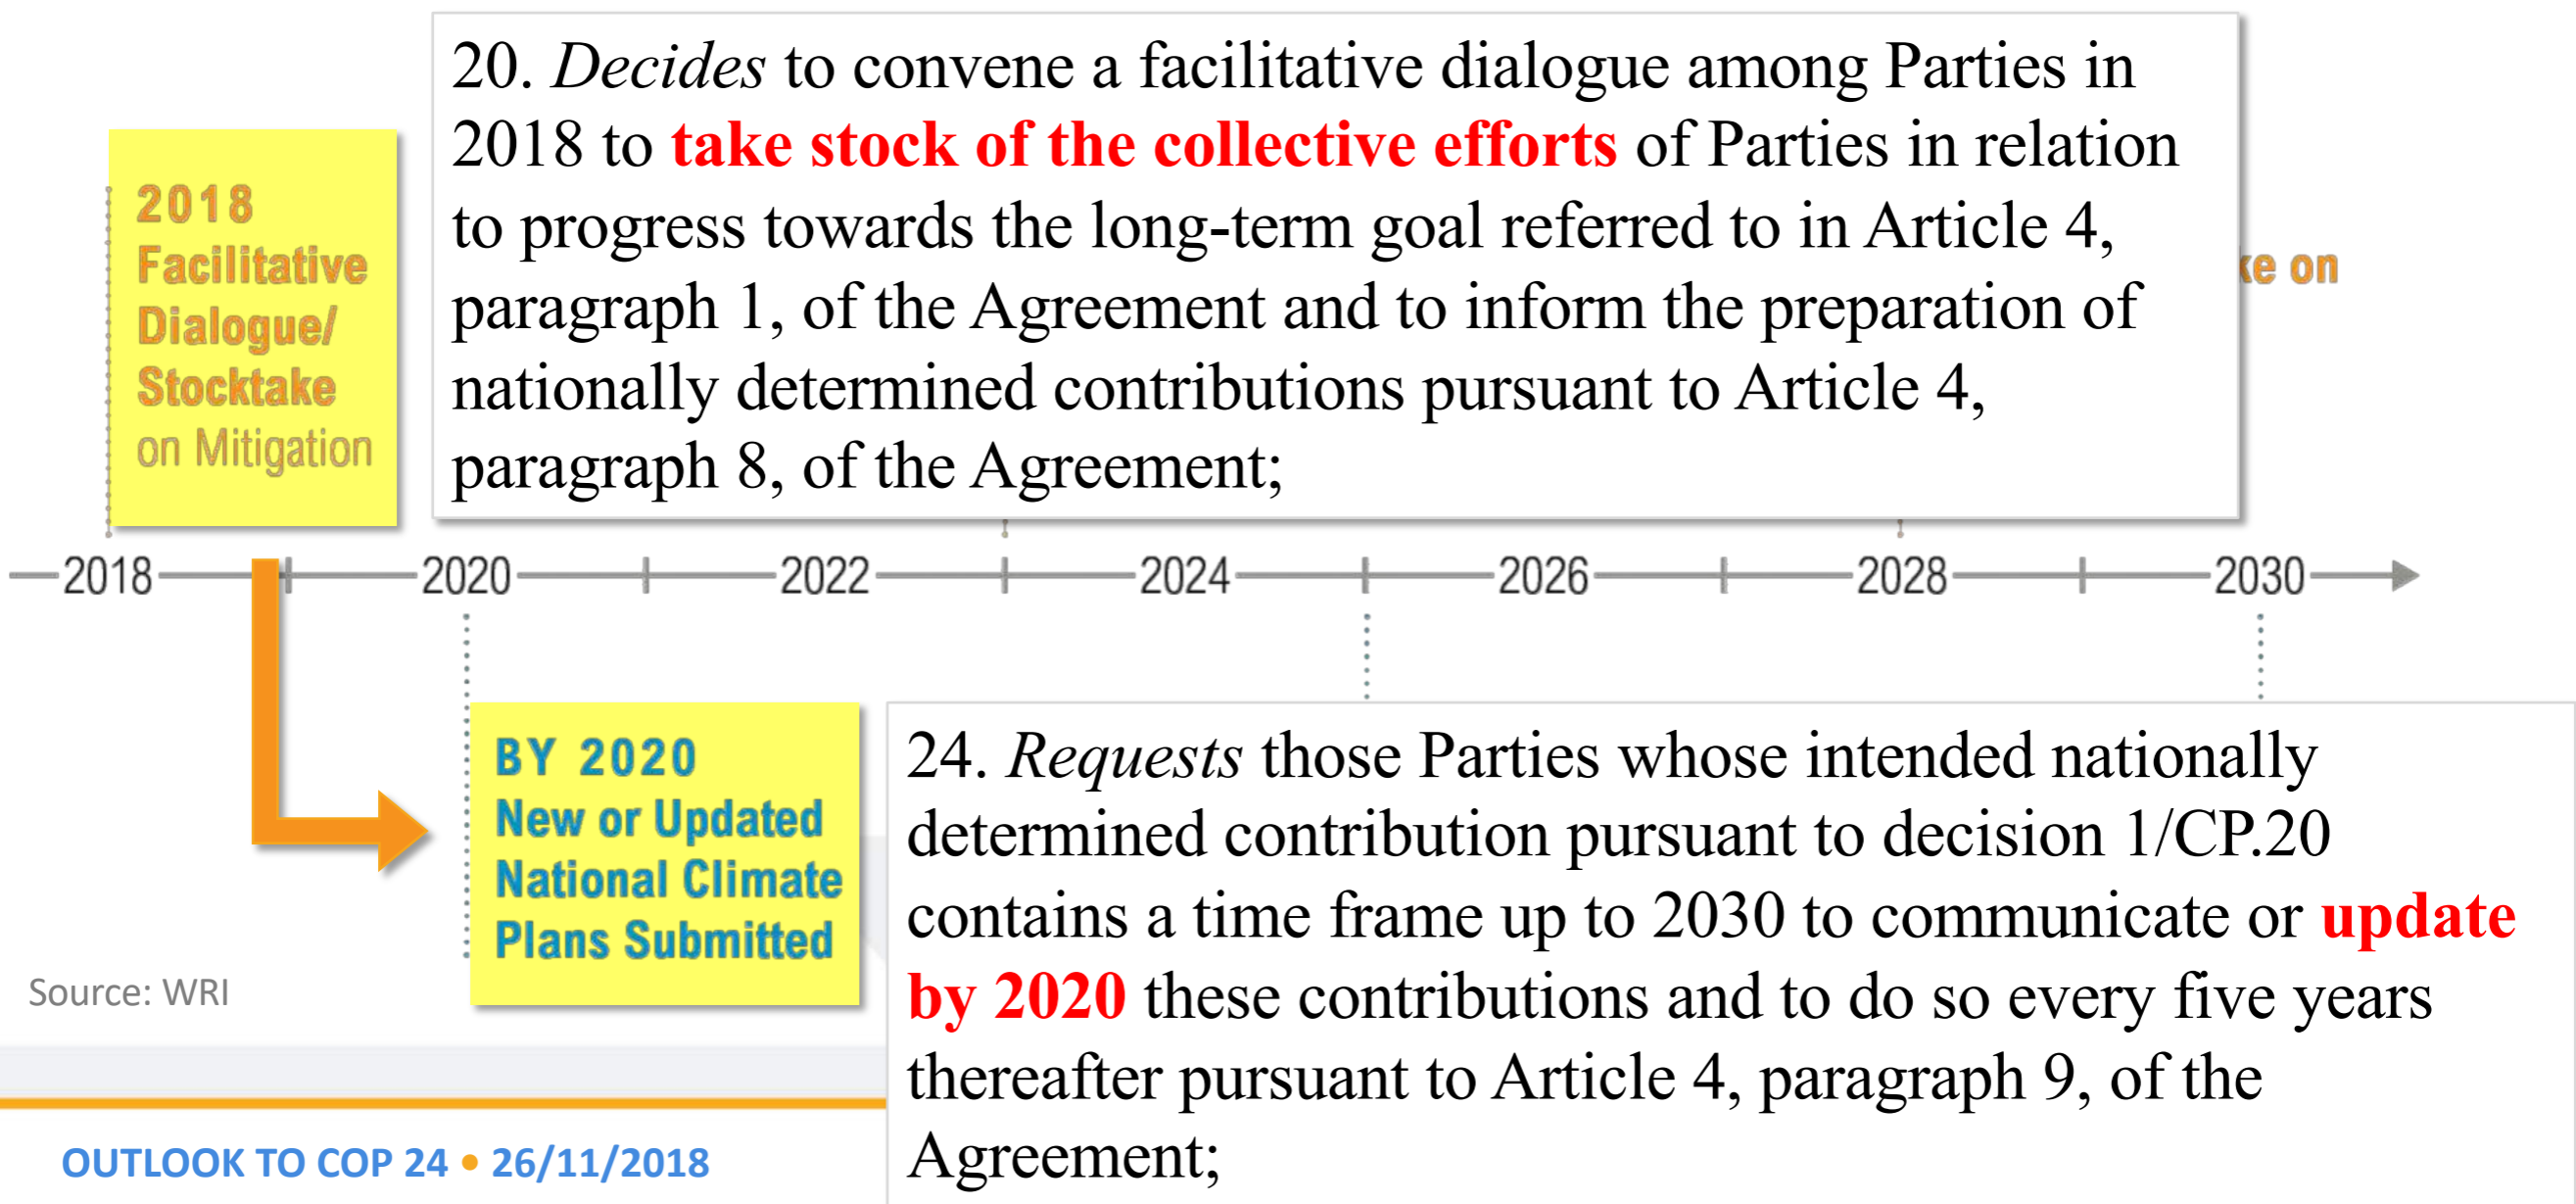 20. Decides to convene a facilitative dialogue among Parties in
2018 to take stock of the collective efforts of Parties in relation
to progress towards the long-term goal referred to in Article 4,
paragraph 1, of the Agreement and to inform the preparation of
nationally determined contributions pursuant to Article 4,
paragraph 8, of the Agreement;
2018
Facilitative
Dialogue/
Stocktake
on Mitigation
ke on
2018 2020 2022 2024 2026 2028 2030
BY 2020
New or Updated
National Climate
Plans Submitted
24. Requests those Parties whose intended nationally
determined contribution pursuant to decision 1/CP.20
contains a time frame up to 2030 to communicate or update
by 2020 these contributions and to do so every five years
thereafter pursuant to Article 4, paragraph 9, of the
Agreement;
Source: WRI
OUTLOOK TO COP 24 • 26/11/2018